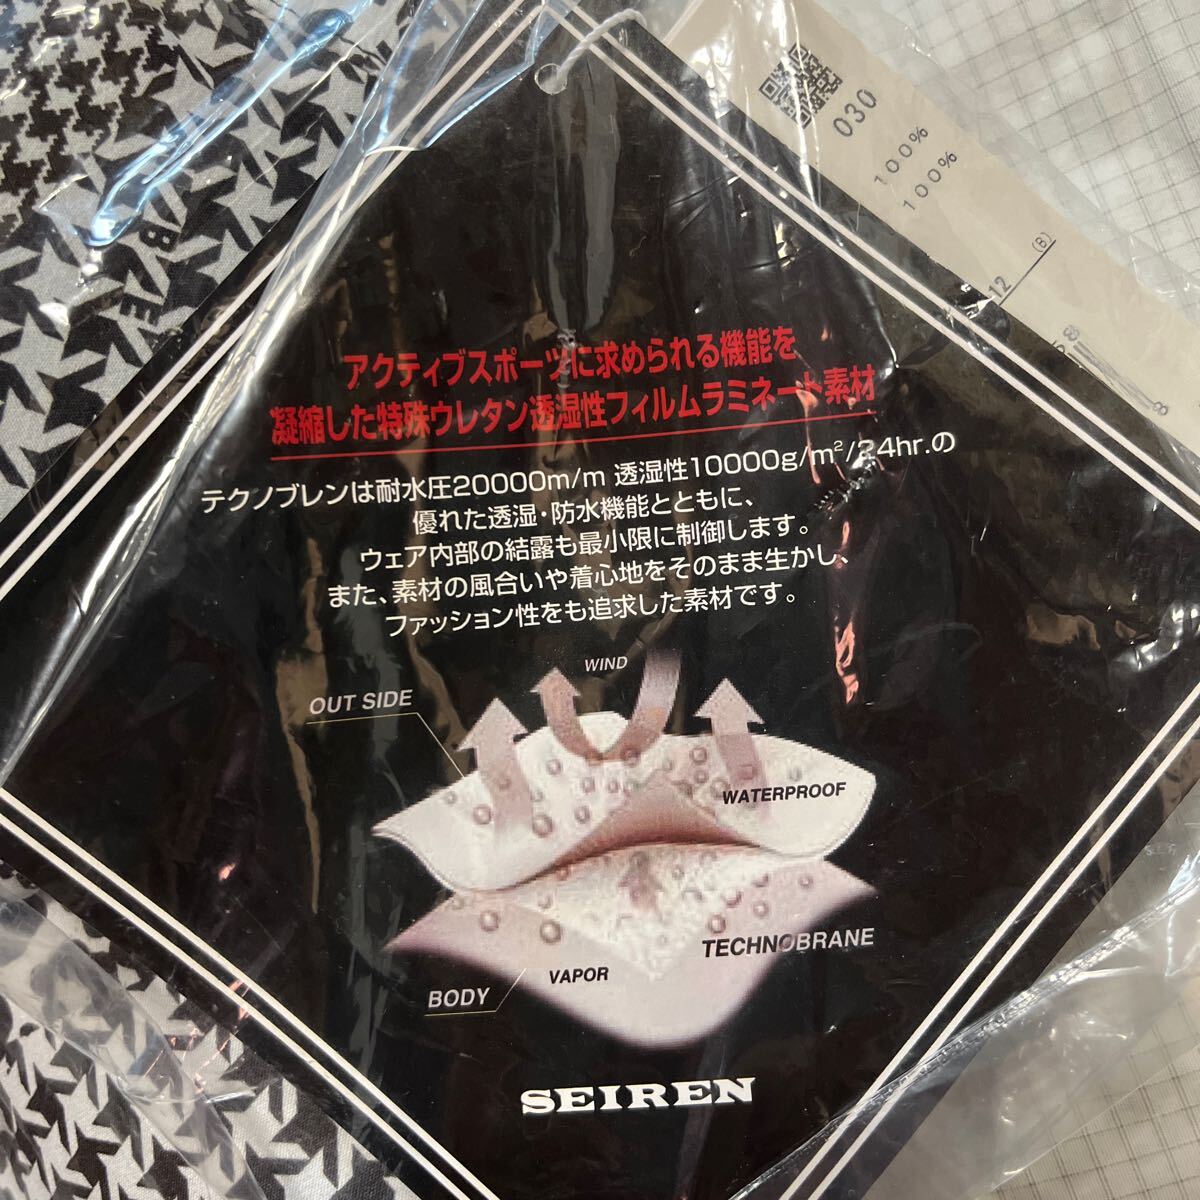 030
100%
100%
(B)
12
アクティブスポーツに求められる機能を
凝縮した特殊ウレタン透湿性フィルムラミネート素材
テクノブレンは耐水圧20000m/m 透湿性10000g/m²/24hr.の
優れた透湿・防水機能とともに、
ウェア内部の結露も最小限に制御します。
また、素材の風合いや着心地をそのまま生かし、
ファッション性をも追求した素材です。
WIND
OUT SIDE
WATERPROOF
TECHNOBRANE
VAPOR
BODY
SEIREN